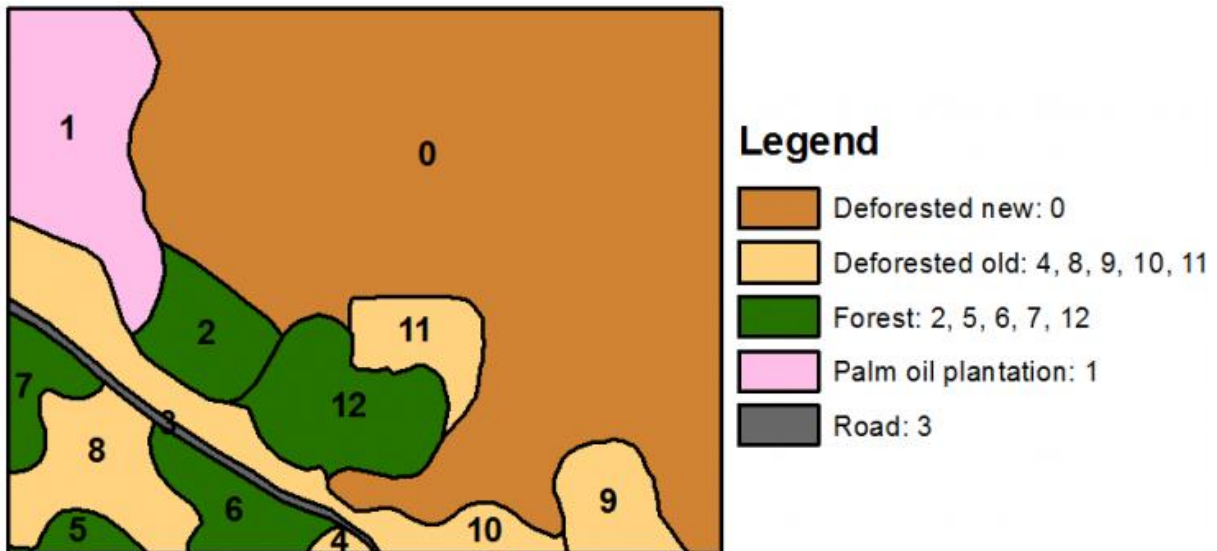 1
0
2
11
7
12
3
8
9
6
10
5
4
Legend
Deforested new: 0
Deforested old: 4, 8, 9, 10, 11
Forest: 2, 5, 6, 7, 12
Palm oil plantation: 1
Road: 3